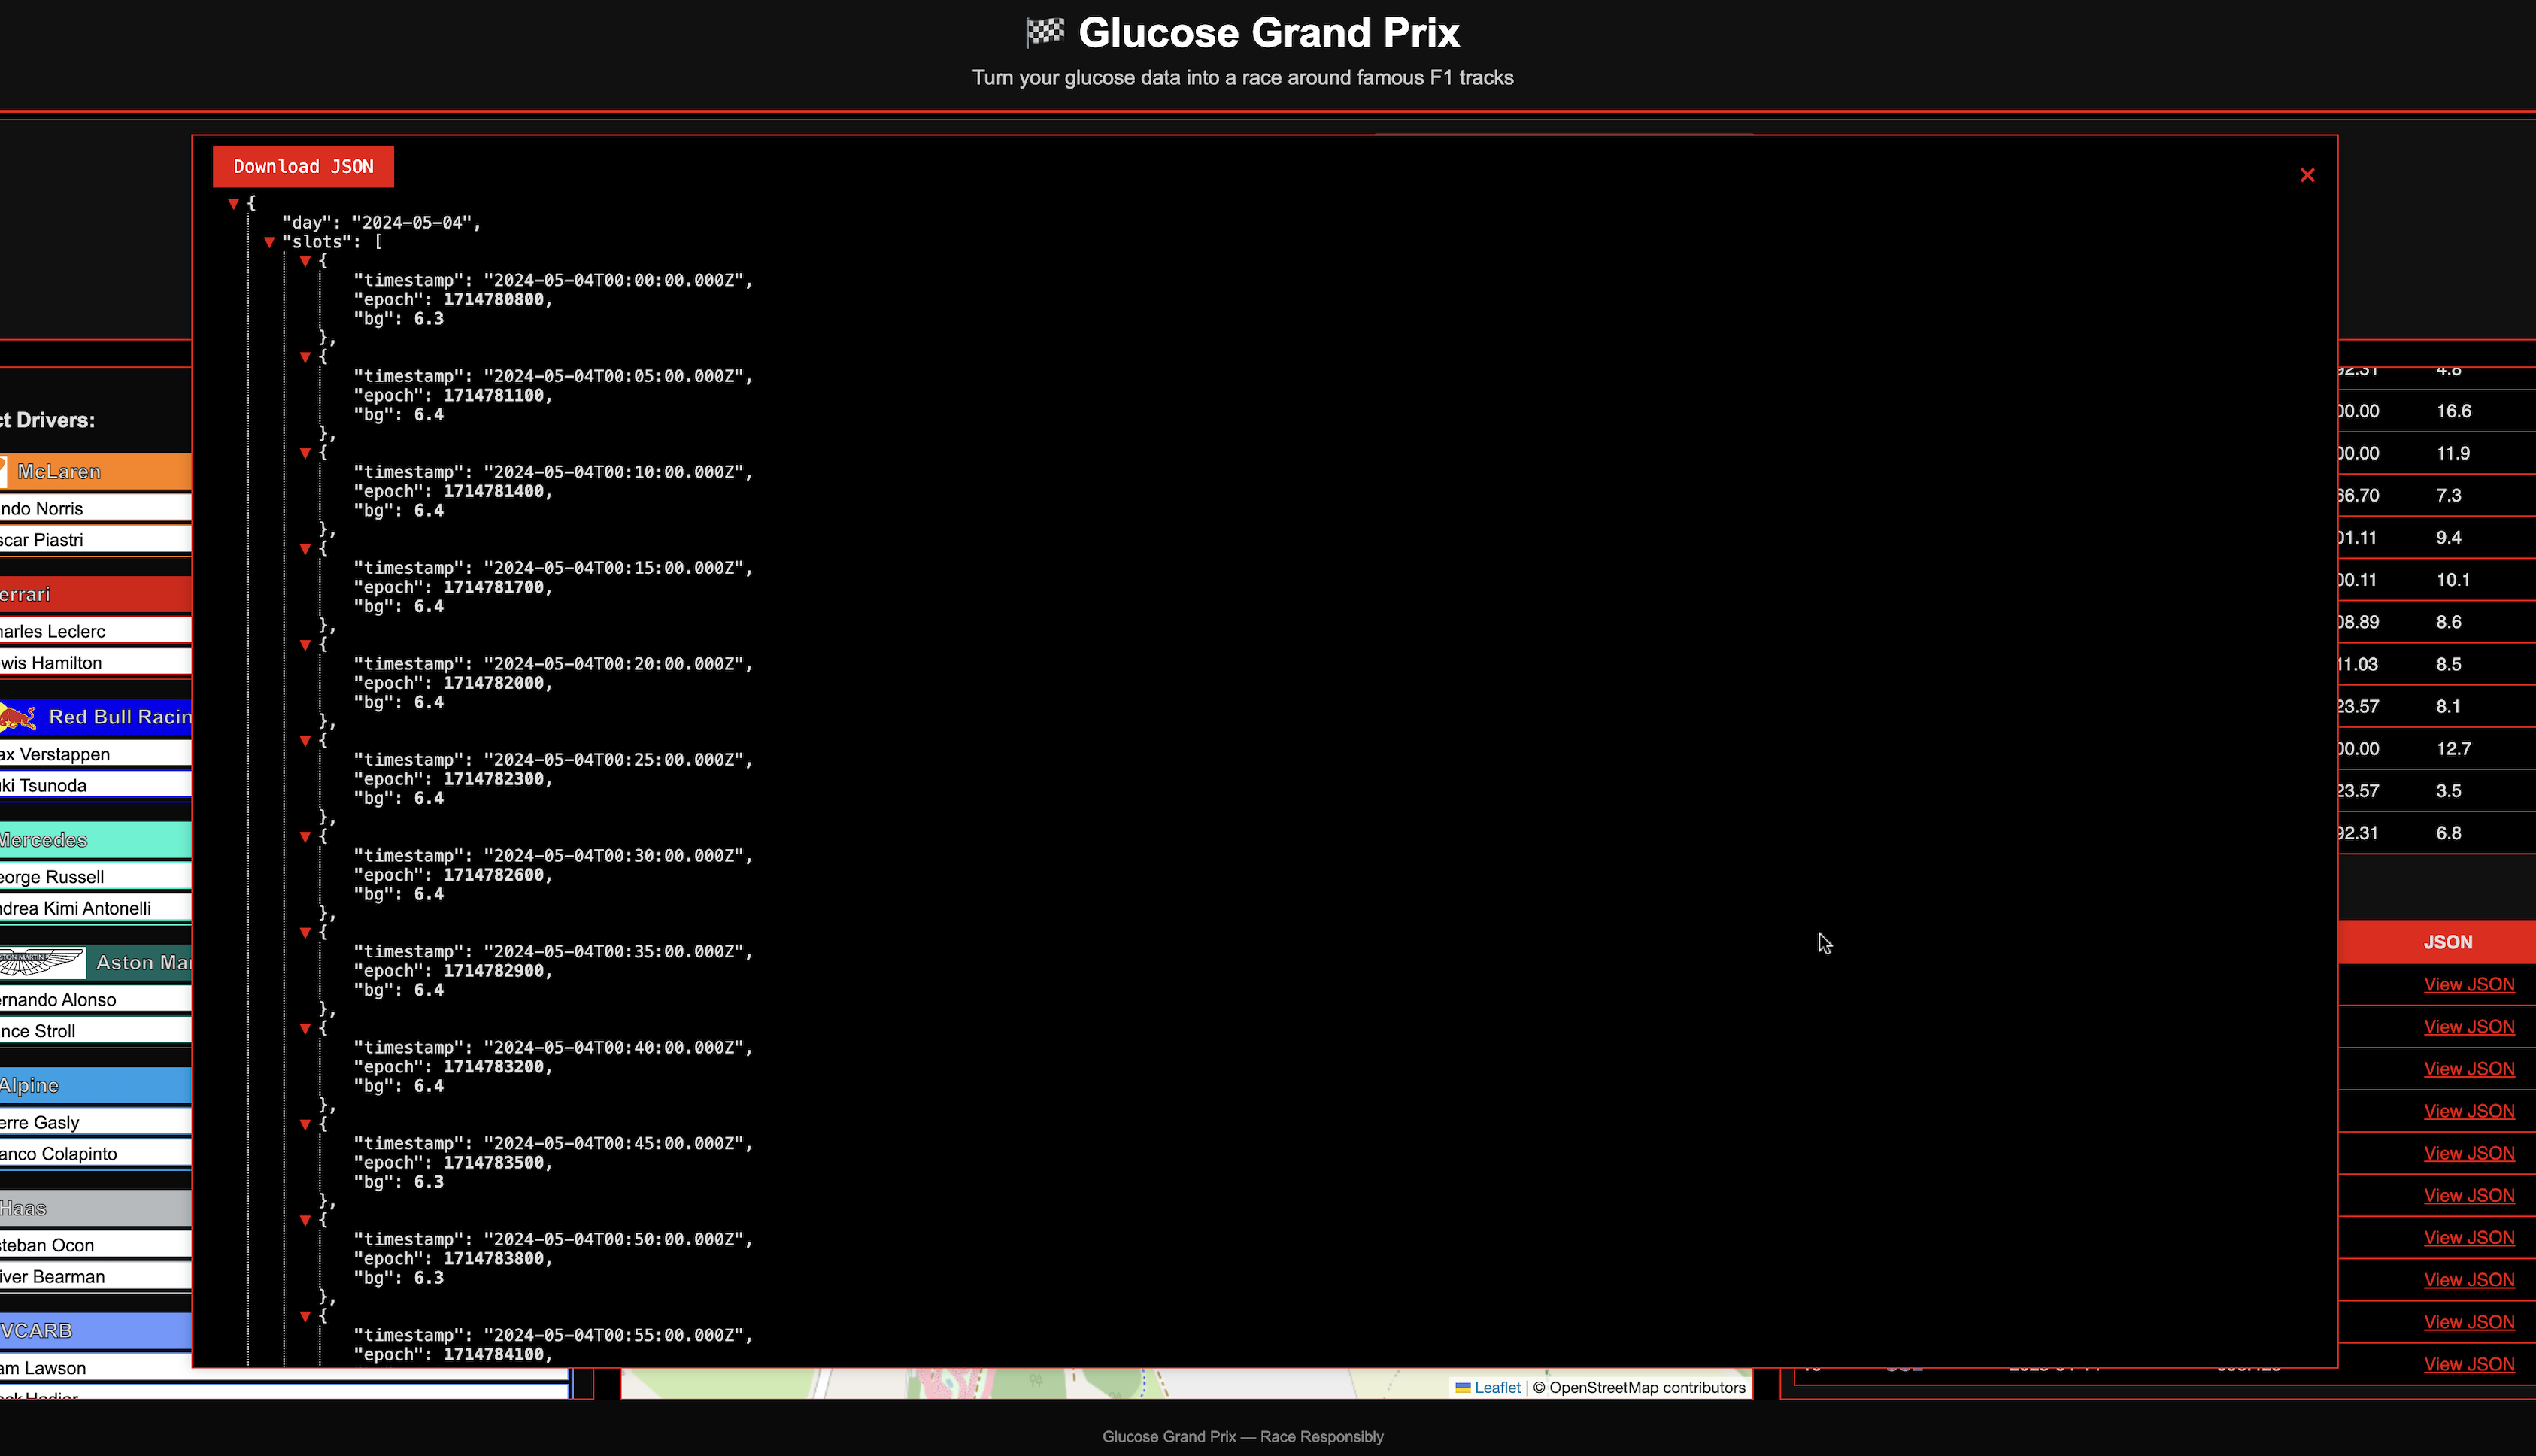 Glucose Grand Prix
Turn your glucose data into a race around famous F1 tracks
Download JSON
×
{
"day": "2024-05-04",
"slots": [
{
"timestamp": "2024-05-04T00:00:00.000Z",
"epoch": 1714780800,
"bg": 6.3
},
{
"timestamp": "2024-05-04T00:05:00.000Z",
"epoch": 1714781100,
"bg": 6.4
},
{
"timestamp": "2024-05-04T00:10:00.000Z",
"epoch": 1714781400,
"bg": 6.4
},
{
"timestamp": "2024-05-04T00:15:00.000Z",
"epoch": 1714781700,
"bg": 6.4
},
{
"timestamp": "2024-05-04T00:20:00.000Z",
"epoch": 1714782000,
"bg": 6.4
},
{
"timestamp": "2024-05-04T00:25:00.000Z",
"epoch": 1714782300,
"bg": 6.4
},
{
"timestamp": "2024-05-04T00:30:00.000Z",
"epoch": 1714782600,
"bg": 6.4
},
{
"timestamp": "2024-05-04T00:35:00.000Z",
"epoch": 1714782900,
"bg": 6.4
},
{
"timestamp": "2024-05-04T00:40:00.000Z",
"epoch": 1714783200,
"bg": 6.4
},
{
"timestamp": "2024-05-04T00:45:00.000Z",
"epoch": 1714783500,
"bg": 6.3
},
{
"timestamp": "2024-05-04T00:50:00.000Z",
"epoch": 1714783800,
"bg": 6.3
},
{
"timestamp": "2024-05-04T00:55:00.000Z",
"epoch": 1714784100,
ct Drivers:
McLaren
ndo Norris
scar Piastri
errari
harles Leclerc
wis Hamilton
Red Bull Racin
ax Verstappen
uki Tsunoda
Mercedes
eorge Russell
ndrea Kimi Antonelli
ASTON MARTIN Aston Mar
ernando Alonso
nce Stroll
Alpine
erre Gasly
anco Colapinto
Haas
steban Ocon
iver Bearman
VCARB
am Lawson
92.31 4.8
00.00 16.6
00.00 11.9
66.70 7.3
01.11 9.4
00.11 10.1
08.89 8.6
11.03 8.5
23.57 8.1
00.00 12.7
23.57 3.5
92.31 6.8
JSON
View JSON
View JSON
View JSON
View JSON
View JSON
View JSON
View JSON
View JSON
View JSON
View JSON
Leaflet | © OpenStreetMap contributors
Glucose Grand Prix — Race Responsibly